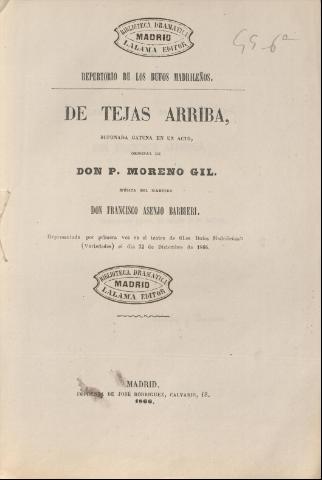 BIBLIOTECA DRAMATICA
MADRID
LALAMA EDITOR
GG-6ª
REPERTORIO DE LOS BUFOS MADRILEÑOS.
DE TEJAS ARRIBA,
BUFONADA GATUNA EN UN ACTO,
ORIGINAL DE
DON P. MORENO GIL.
MÚSICA DEL MAESTRO
DON FRANCISCO ASENJO BARBIERI.
Representada por primera vez en el teatro de «Los Bufos Madrileños»
(Variedades) el dia de Diciembre de 1866.
BIBLIOTECA DRAMATICA
MADRID
LALAMA EDITOR
MADRID.
IMPRENTA DE JOSÉ RODRIGUEZ, CALVARIO, 18.
1866.